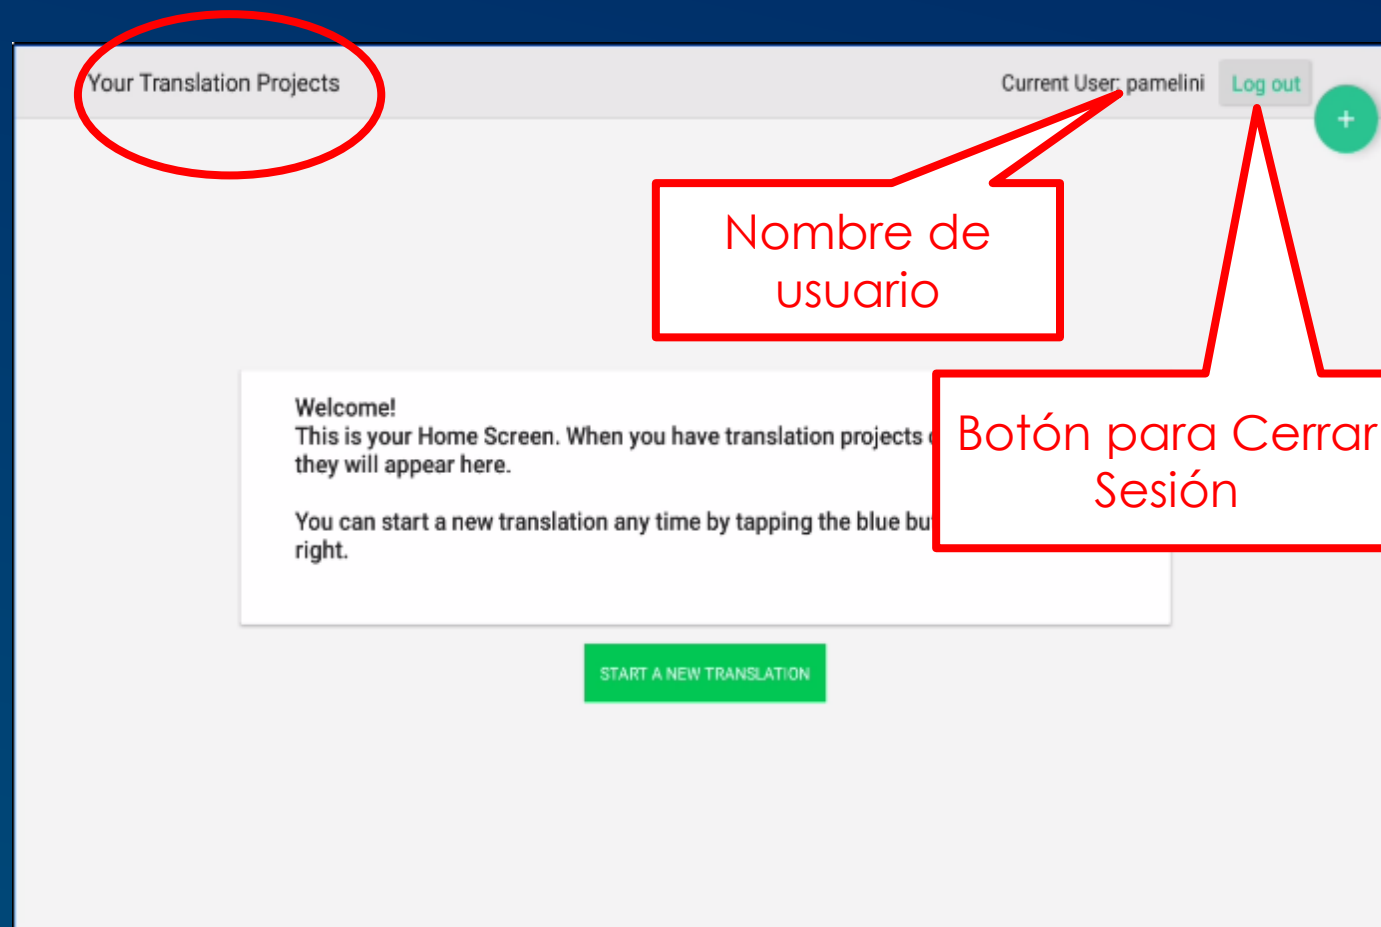 Your Translation Projects
Current User: pamelini
Log out
+
Nombre de
usuario
Botón para Cerrar
Sesión
Welcome!
This is your Home Screen. When you have translation projects
they will appear here.
You can start a new translation any time by tapping the blue
right.
START A NEW TRANSLATION